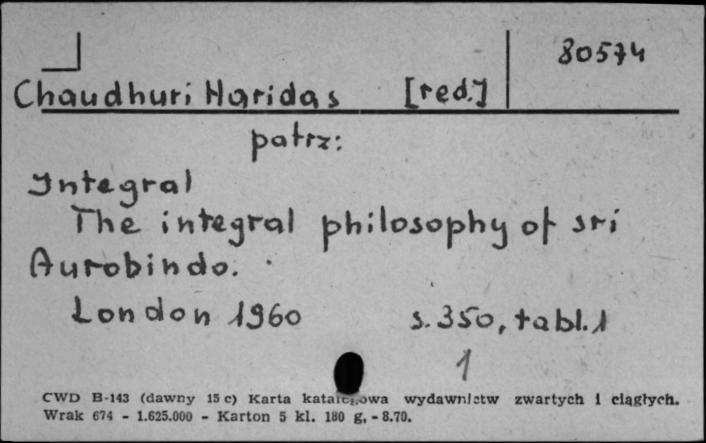 80574
Chaudhuri Haridas [red.]
patrz:
Integral
The integral philosophy of sri
Aurobindo.
London 1960 s. 350, tabl. 1
1
CWD B-143 (dawny 15 c) Karta katalogowa wydawnictw zwartych i ciągłych.
Wrak 674 - 1.625.000 - Karton 5 kl. 180 g, - 8.70.